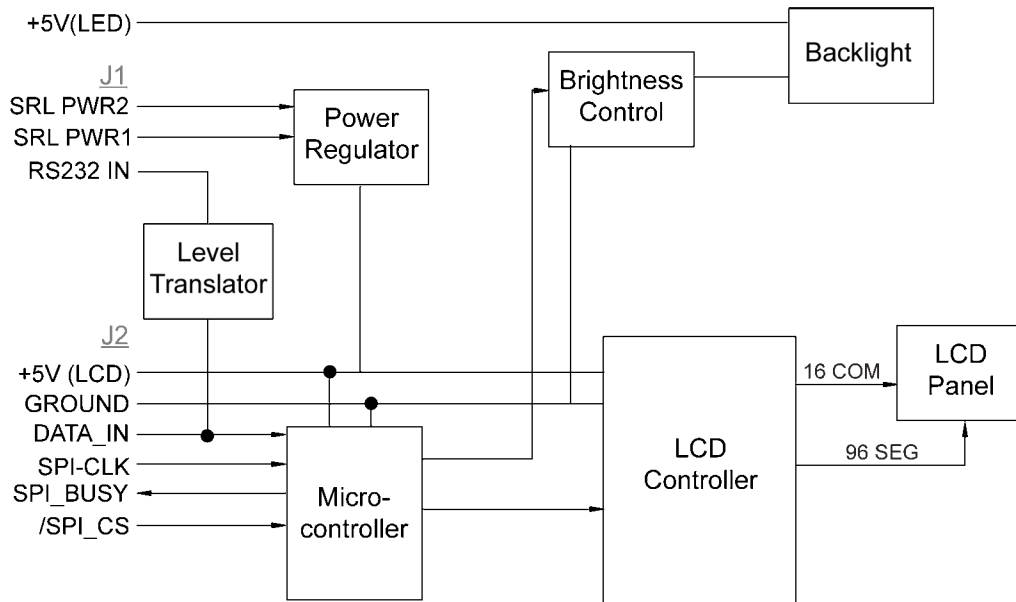 +5V(LED)
Backlight
J1
Brightness
Control
SRL PWR2
SRL PWR1
RS232 IN
Power
Regulator
Level
Translator
J2
+5V (LCD)
GROUND
DATA_IN
SPI-CLK
SPI_BUSY
/SPI_CS
Micro-
controller
LCD
Controller
16 COM
96 SEG
LCD
Panel